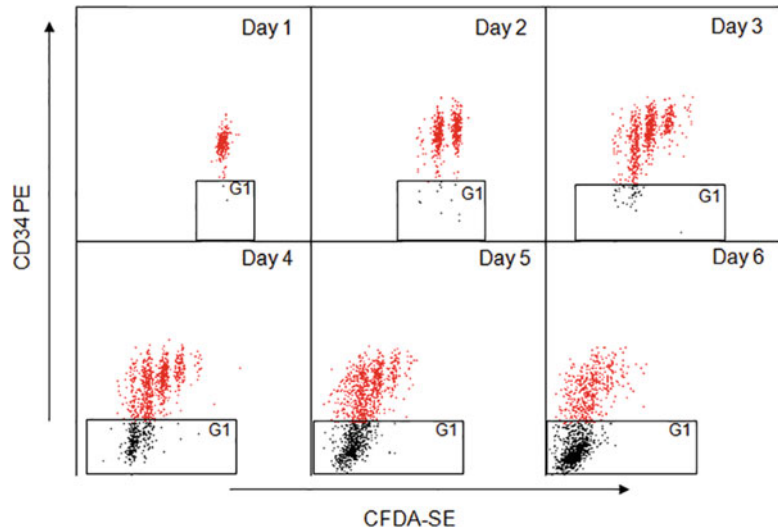 Day 1
Day 2
Day 3
G1
G1
G1
CD34 PE
Day 4
Day 5
Day 6
G1
G1
G1
CFDA-SE